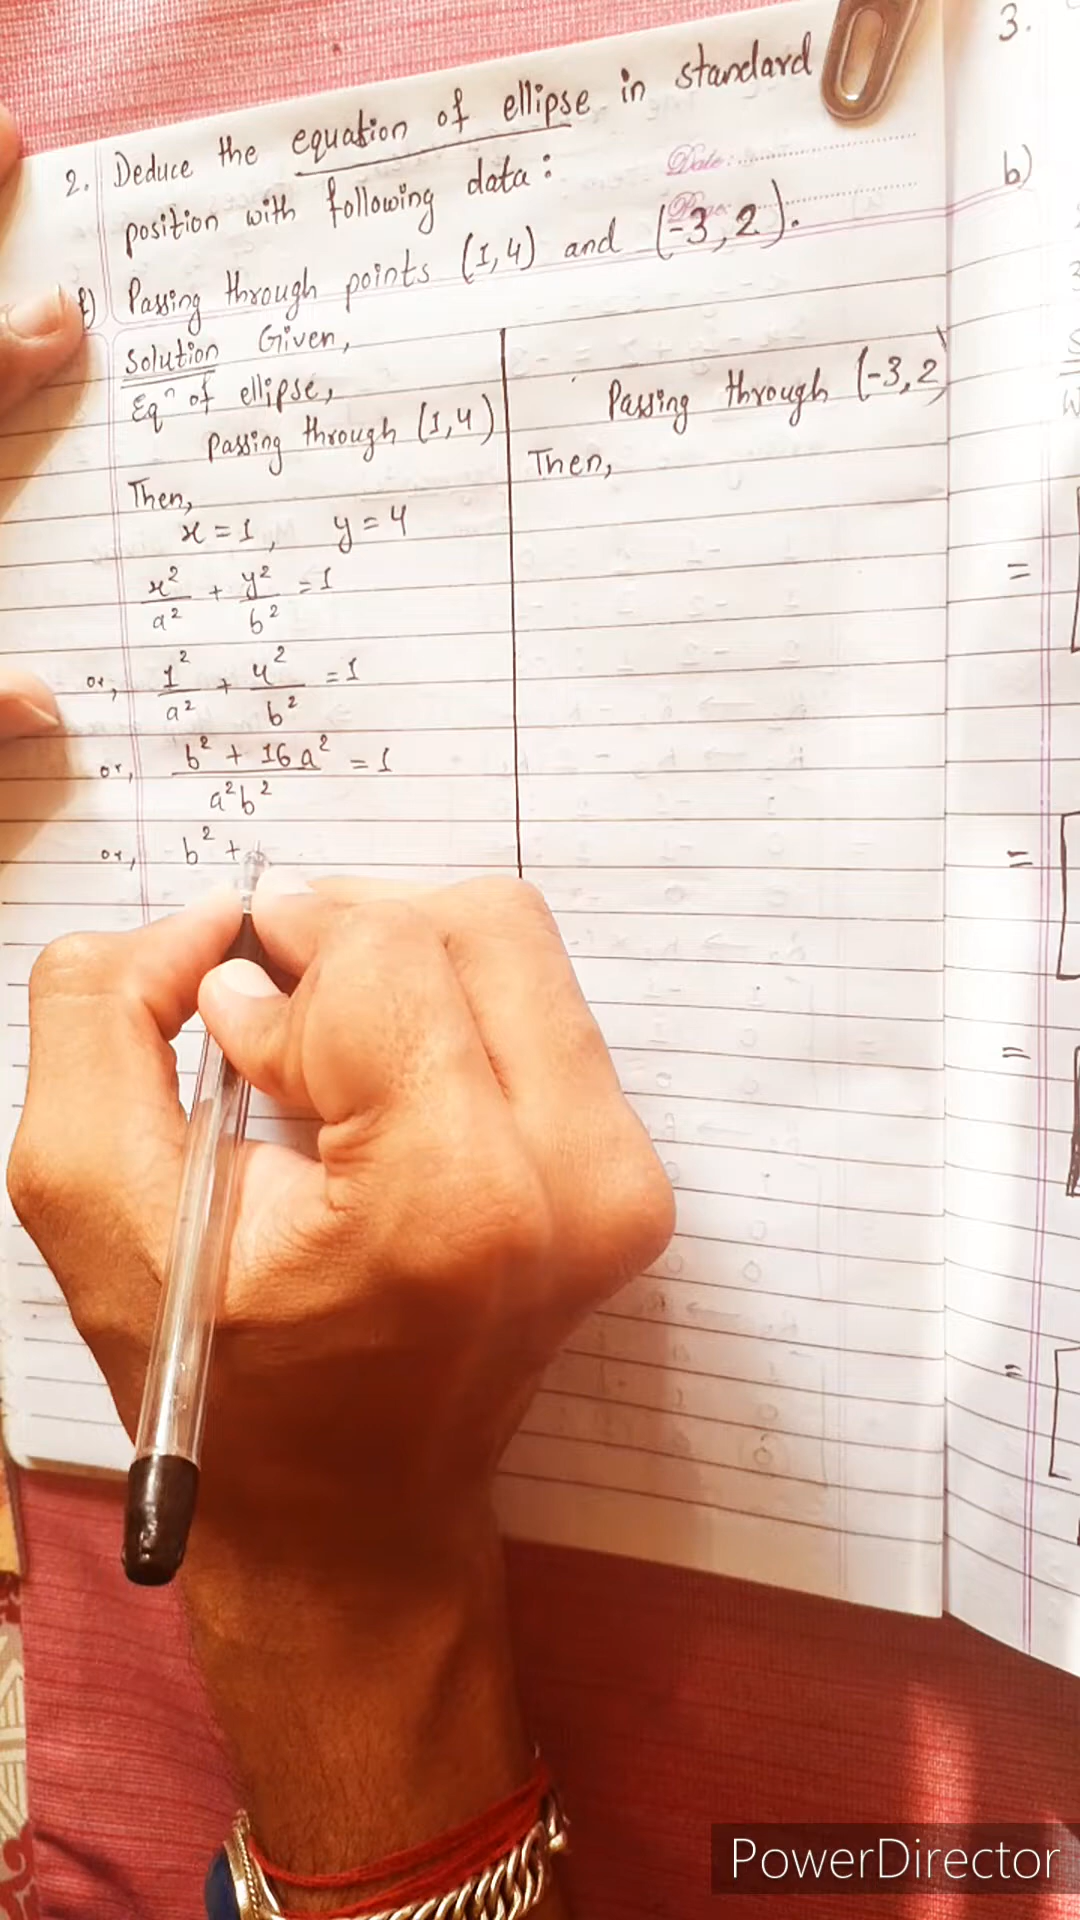 2. Deduce the equation of ellipse in standard
position with following data:
Date:
Page:
f) Passing through points (1,4) and (-3,2).
Solution Given,
Eqⁿ of ellipse,
Passing through (1,4)
Then,
x = 1, y = 4
x²/a² + y²/b² = 1
or, 1²/a² + 4²/b² = 1
or, b² + 16a²/a²b² = 1
or, b² +
Passing through (-3,2)
Then,
3.
b)
=
=
=
=
PowerDirector